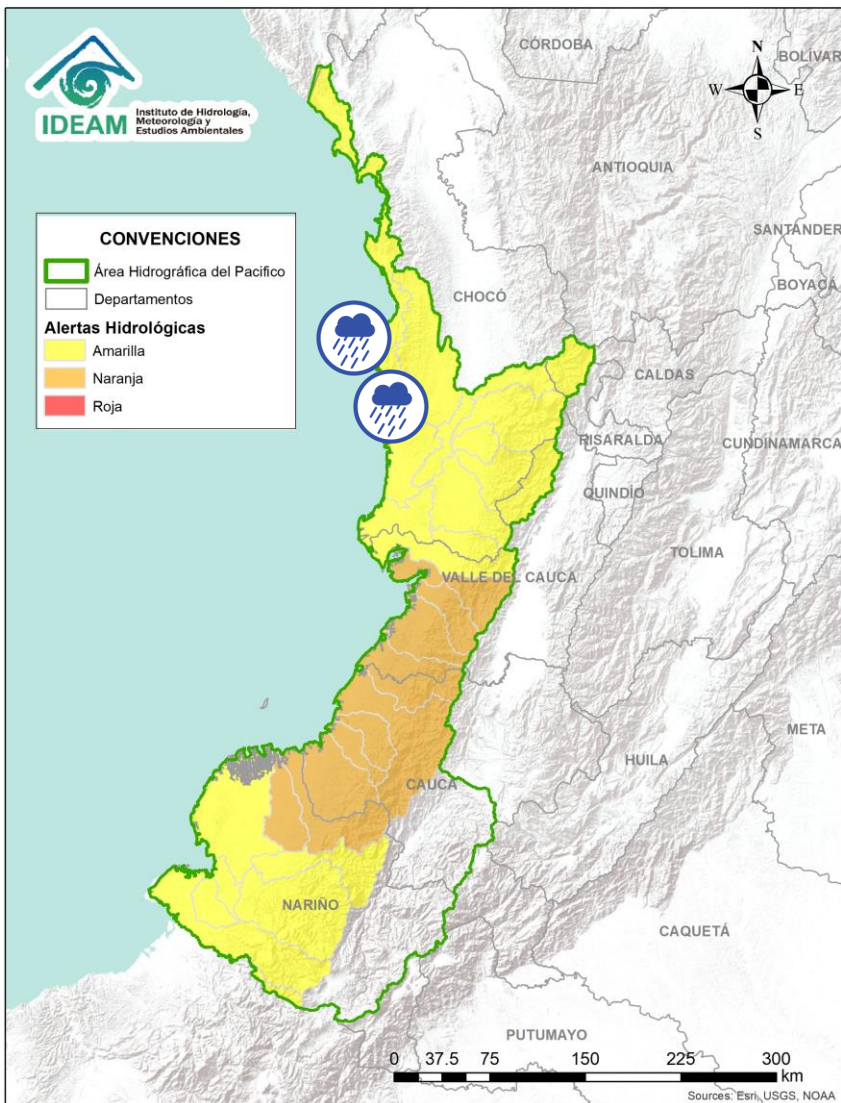 IDEAM
Instituto de Hidrología,
Meteorología y
Estudios Ambientales
CONVENCIONES
Área Hidrográfica del Pacifico
Departamentos
Alertas Hidrológicas
Amarilla
Naranja
Roja
N
W
E
S
CÓRDOBA
BOLÍVAR
ANTIOQUIA
SANTANDER
BOYACÁ
CHOCÓ
CALDAS
RISARALDA
CUNDINAMARCA
QUINDÍO
TOLIMA
VALLE DEL CAUCA
META
HUILA
CAUCA
NARIÑO
CAQUETÁ
PUTUMAYO
0 37.5 75 150 225 300
km
Sources: Esri, USGS, NOAA